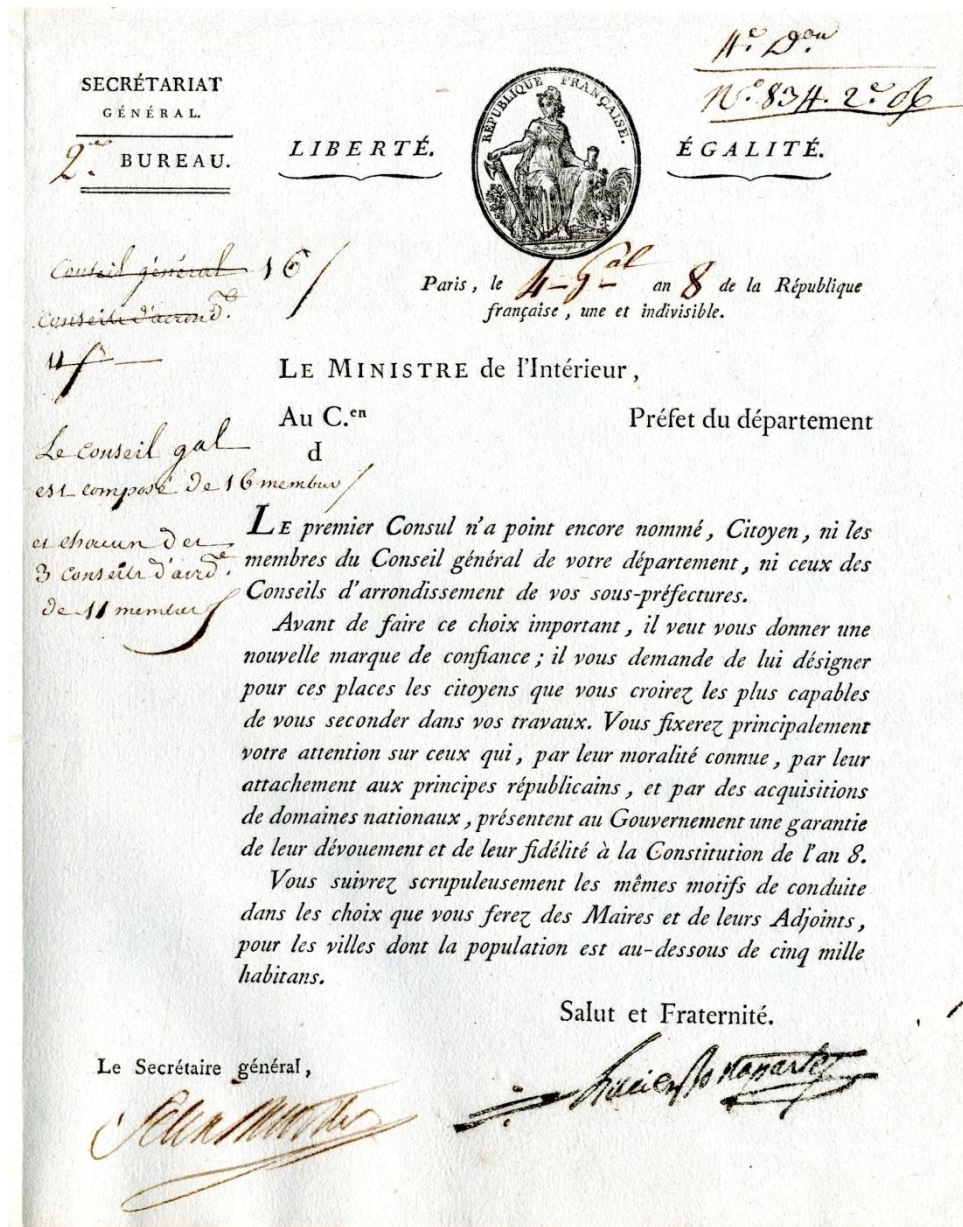 SECRÉTARIAT
GÉNÉRAL.
2.e BUREAU.
LIBERTÉ.
RÉPUBLIQUE FRANÇAISE.
ÉGALITÉ.
4.e D.on
N.o 834. 2.e
Conseil général 16
Conseils d'arrond.
Paris, le 4 g.al an 8 de la République
française, une et indivisible.
LE MINISTRE de l'Intérieur,
Au C.en Préfet du département
d
Le conseil gal
est composé de 16 membres
et chacun des
3 conseils d'arrd.
de 11 membres
LE premier Consul n'a point encore nommé, Citoyen, ni les
membres du Conseil général de votre département, ni ceux des
Conseils d'arrondissement de vos sous-préfectures.
Avant de faire ce choix important, il veut vous donner une
nouvelle marque de confiance; il vous demande de lui désigner
pour ces places les citoyens que vous croirez les plus capables
de vous seconder dans vos travaux. Vous fixerez principalement
votre attention sur ceux qui, par leur moralité connue, par leur
attachement aux principes républicains, et par des acquisitions
de domaines nationaux, présentent au Gouvernement une garantie
de leur dévouement et de leur fidélité à la Constitution de l'an 8.
Vous suivrez scrupuleusement les mêmes motifs de conduite
dans les choix que vous ferez des Maires et de leurs Adjoints,
pour les villes dont la population est au-dessous de cinq mille
habitans.
Salut et Fraternité.
Le Secrétaire général,
Lucien Bonaparte